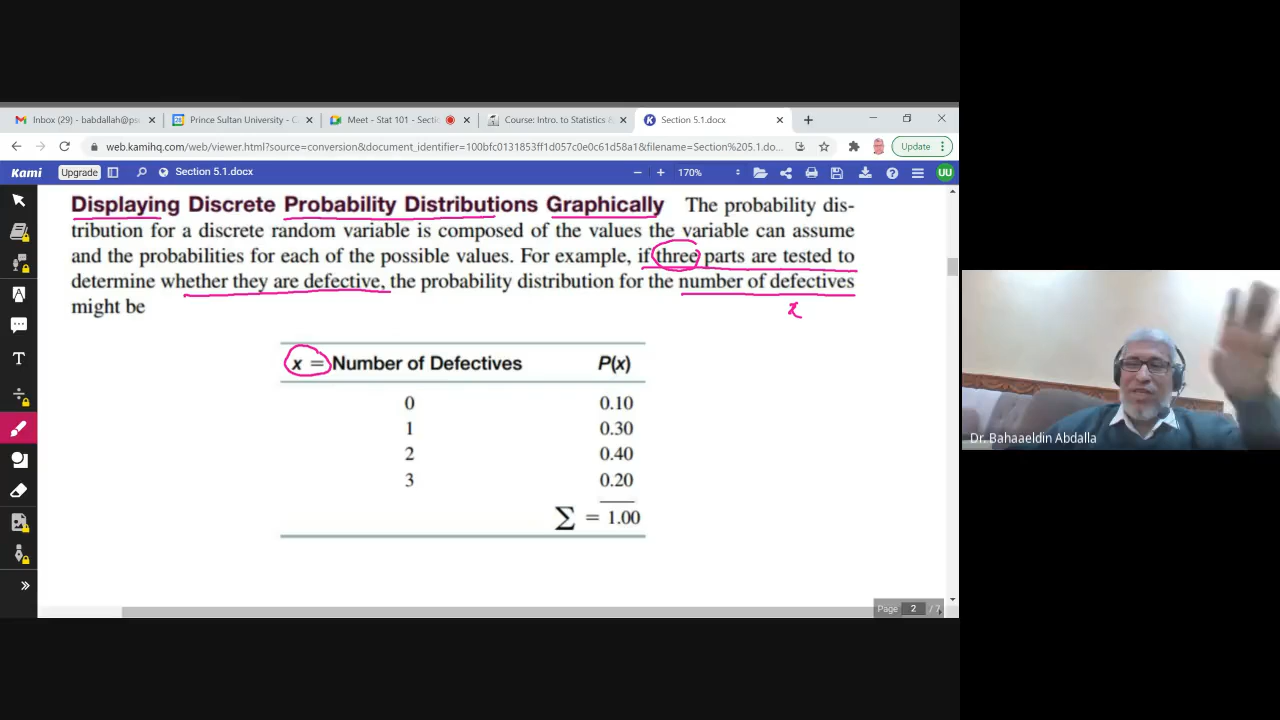 Inbox (29) - babdallah@ps
Prince Sultan University - C
Meet - Stat 101 - Secti
Course: Intro. to Statistics &
Section 5.1.docx
web.kamihq.com/web/viewer.html?source=conversion&document_identifier=100bfc0131853ff1d057c0e0c61d58a1&filename=Section%205.1.do...
Update
Kami
Upgrade
Section 5.1.docx
170%
UU
Displaying Discrete Probability Distributions Graphically The probability dis-
tribution for a discrete random variable is composed of the values the variable can assume
and the probabilities for each of the possible values. For example, if three parts are tested to
determine whether they are defective, the probability distribution for the number of defectives
might be
x
x = Number of Defectives P(x)
0 0.10
1 0.30
2 0.40
3 0.20
Σ = 1.00
Page 2 / 7
Dr. Bahaaeldin Abdalla